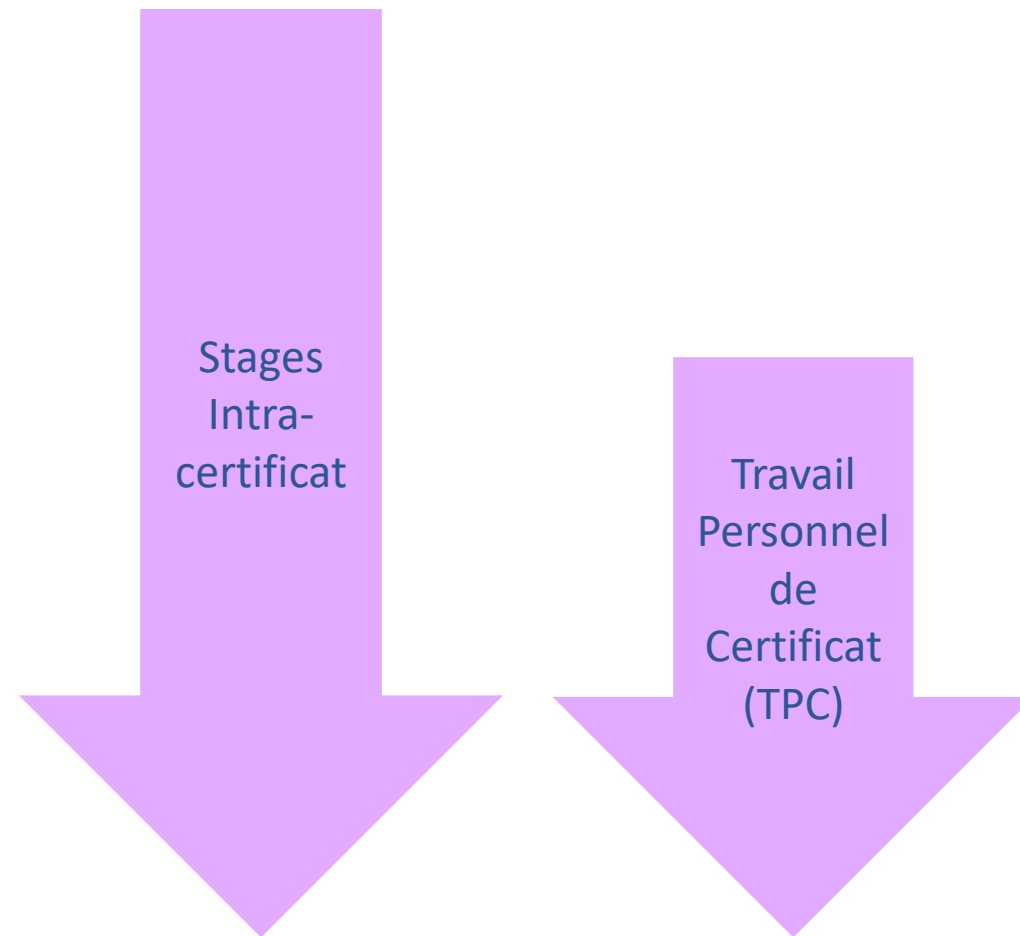 Stages
Intra-
certificat
Travail
Personnel
de
Certificat
(TPC)